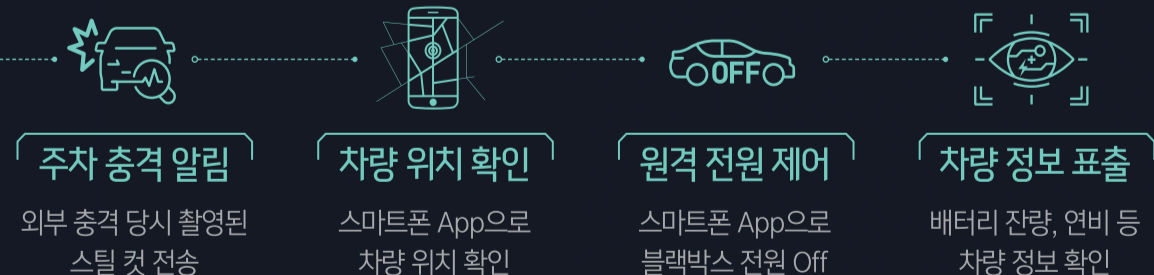 OFF
주차 충격 알림
차량 위치 확인
원격 전원 제어
차량 정보 표출
외부 충격 당시 촬영된
스틸 컷 전송
스마트폰 App으로
차량 위치 확인
스마트폰 App으로
블랙박스 전원 Off
배터리 잔량, 연비 등
차량 정보 확인